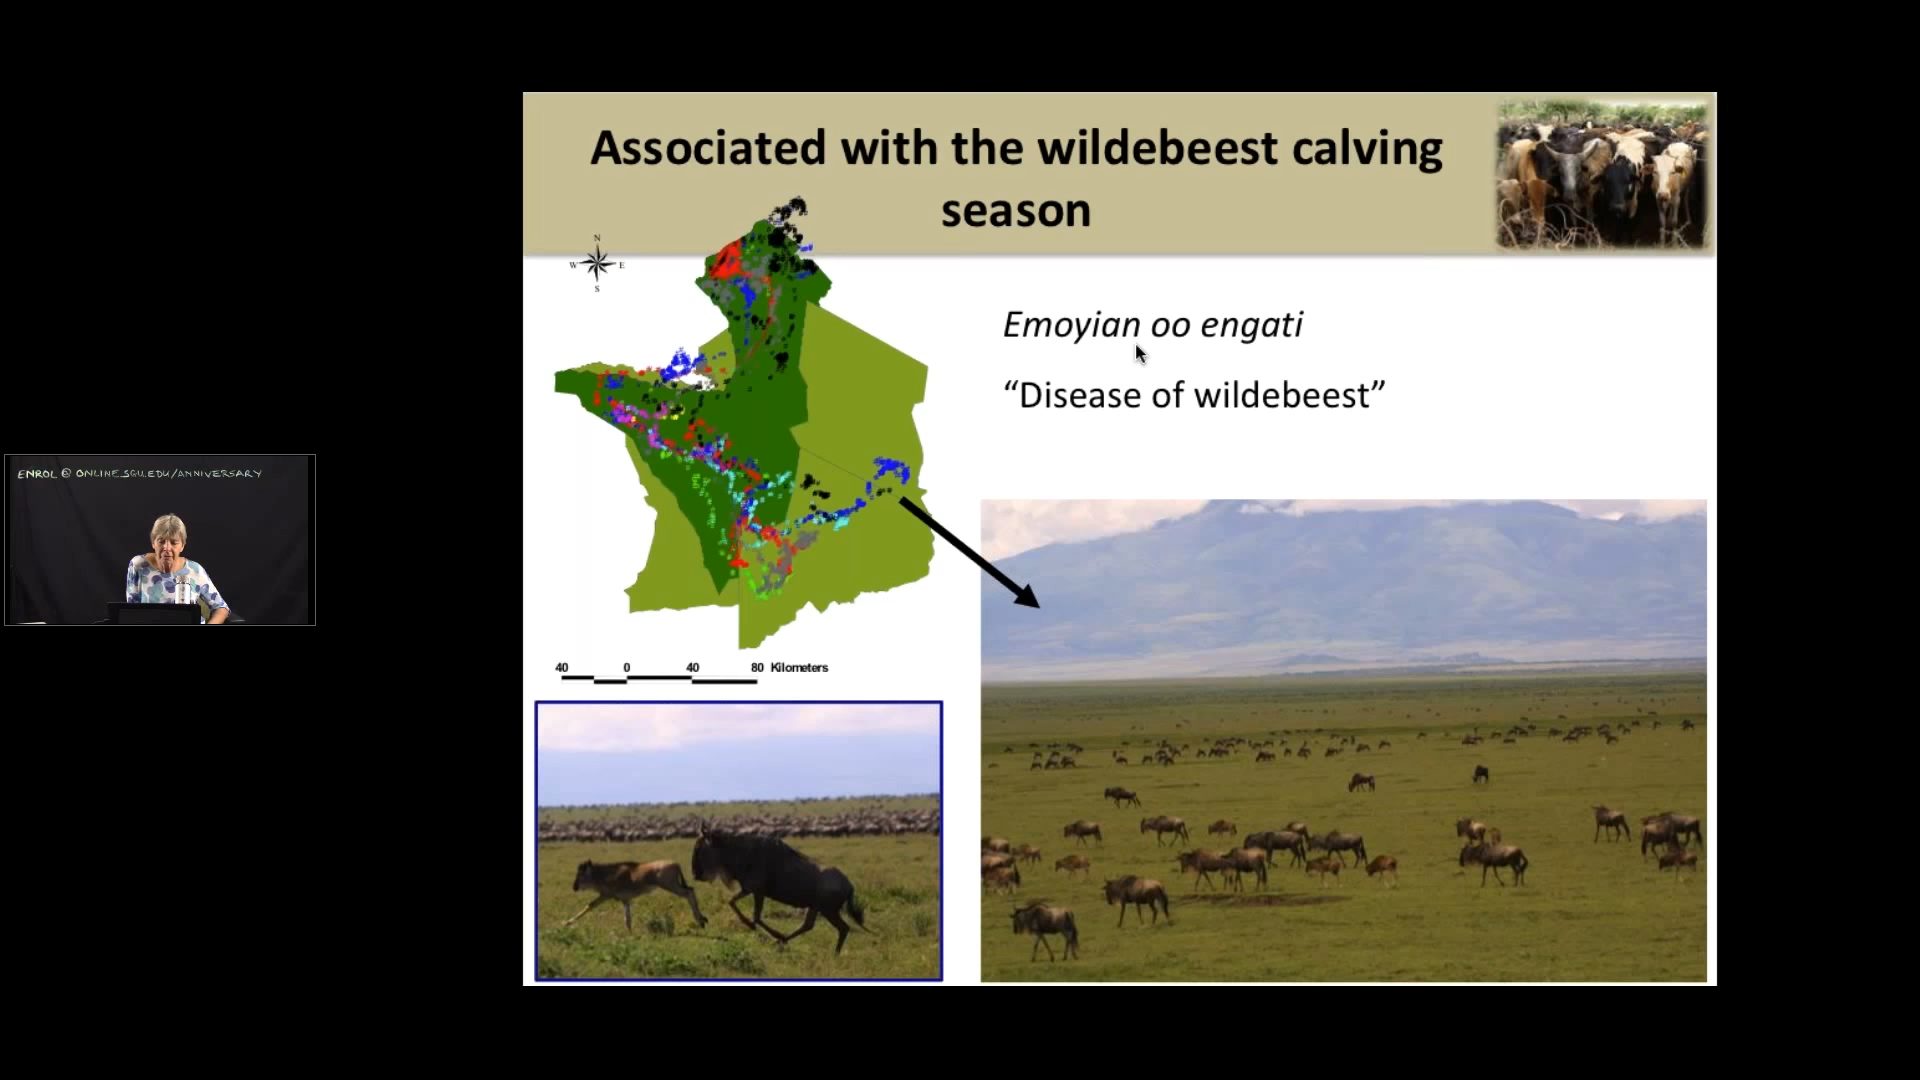 Associated with the wildebeest calving
season
N
W E
S
Emoyian oo engati
“Disease of wildebeest”
ENROL @ ONLINE.SGU.EDU/ANNIVERSARY
40 0 40 80 Kilometers